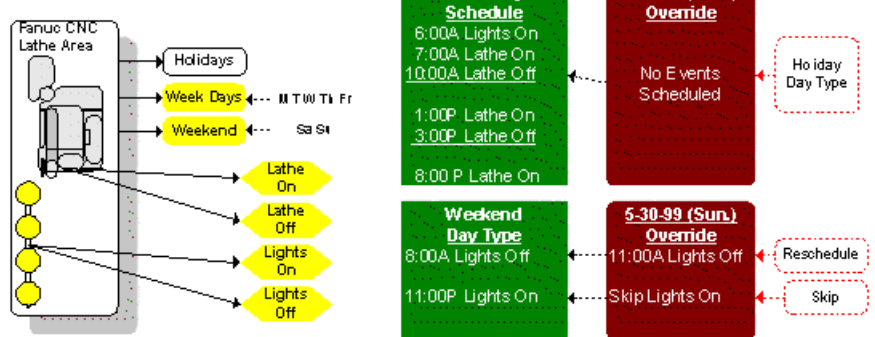 Fanuc CNC
Lathe Area
Holidays
Week Days
M T W Th Fr
Weekend
Sa Su
Lathe
On
Lathe
Off
Lights
On
Lights
Off
Schedule
6:00A Lights On
7:00A Lathe On
10:00A Lathe Off
1:00P Lathe On
3:00P Lathe Off
8:00 P Lathe On
Override
No Events
Scheduled
Holiday
Day Type
Weekend
Day Type
8:00A Lights Off
11:00P Lights On
5-30-99 (Sun.)
Override
11:00A Lights Off
Skip Lights On
Reschedule
Skip